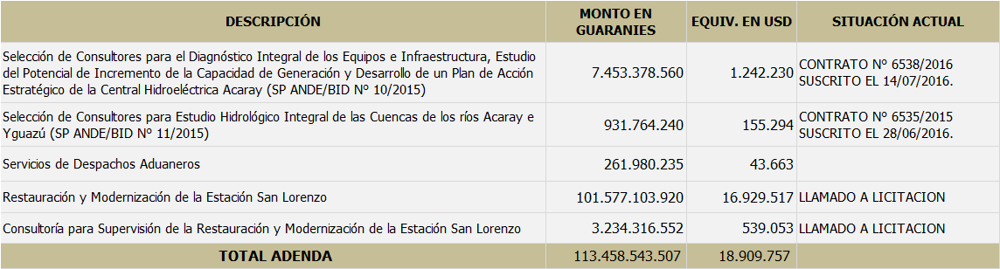 DESCRIPCIÓN
MONTO EN
GUARANIES
EQUIV. EN USD
SITUACIÓN ACTUAL
Selección de Consultores para el Diagnóstico Integral de los Equipos e Infraestructura, Estudio
del Potencial de Incremento de la Capacidad de Generación y Desarrollo de un Plan de Acción
Estratégico de la Central Hidroeléctrica Acaray (SP ANDE/BID Nº 10/2015)
7.453.378.560
1.242.230
CONTRATO Nº 6538/2016
SUSCRITO EL 14/07/2016.
Selección de Consultores para Estudio Hidrológico Integral de las Cuencas de los ríos Acaray e
Yguazú (SP ANDE/BID Nº 11/2015)
931.764.240
155.294
CONTRATO Nº 6535/2015
SUSCRITO EL 28/06/2016.
Servicios de Despachos Aduaneros
261.980.235
43.663
Restauración y Modernización de la Estación San Lorenzo
101.577.103.920
16.929.517
LLAMADO A LICITACION
Consultoría para Supervisión de la Restauración y Modernización de la Estación San Lorenzo
3.234.316.552
539.053
LLAMADO A LICITACION
TOTAL ADENDA
113.458.543.507
18.909.757